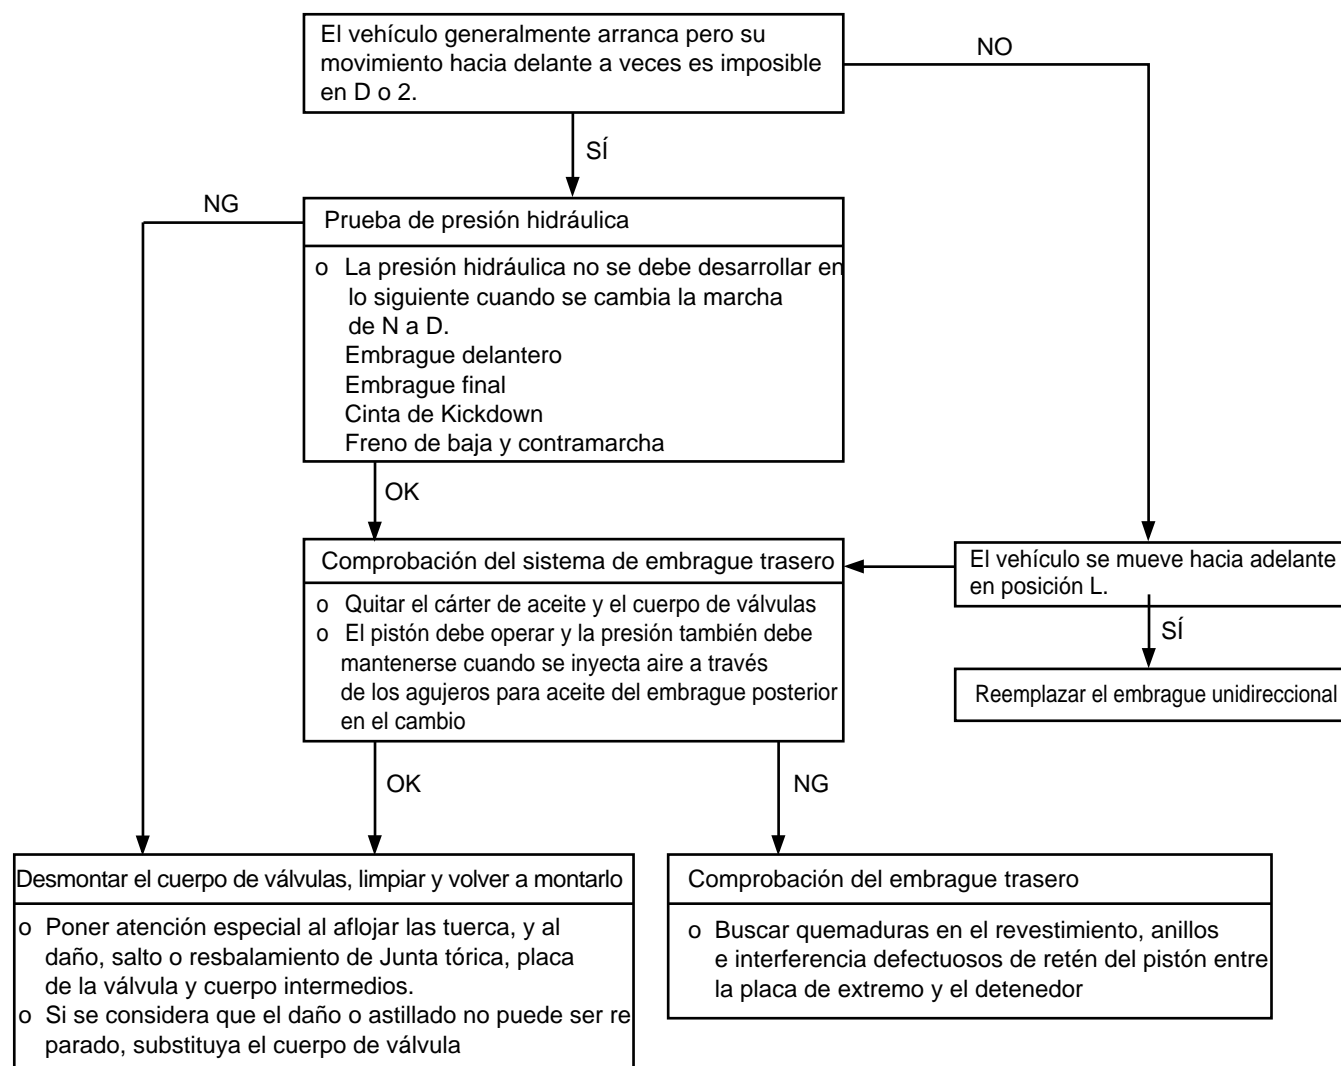 El vehículo generalmente arranca pero su
movimiento hacia delante a veces es imposible
en D o 2.
NO
SÍ
NG
Prueba de presión hidráulica
o La presión hidráulica no se debe desarrollar en
lo siguiente cuando se cambia la marcha
de N a D.
Embrague delantero
Embrague final
Cinta de Kickdown
Freno de baja y contramarcha
OK
Comprobación del sistema de embrague trasero
o Quitar el cárter de aceite y el cuerpo de válvulas
o El pistón debe operar y la presión también debe
mantenerse cuando se inyecta aire a través
de los agujeros para aceite del embrague posterior
en el cambio
El vehículo se mueve hacia adelante
en posición L.
SÍ
Reemplazar el embrague unidireccional
OK
NG
Desmontar el cuerpo de válvulas, limpiar y volver a montarlo
o Poner atención especial al aflojar las tuerca, y al
daño, salto o resbalamiento de Junta tórica, placa
de la válvula y cuerpo intermedios.
o Si se considera que el daño o astillado no puede ser re
parado, substituya el cuerpo de válvula
Comprobación del embrague trasero
o Buscar quemaduras en el revestimiento, anillos
e interferencia defectuosos de retén del pistón entre
la placa de extremo y el detenedor